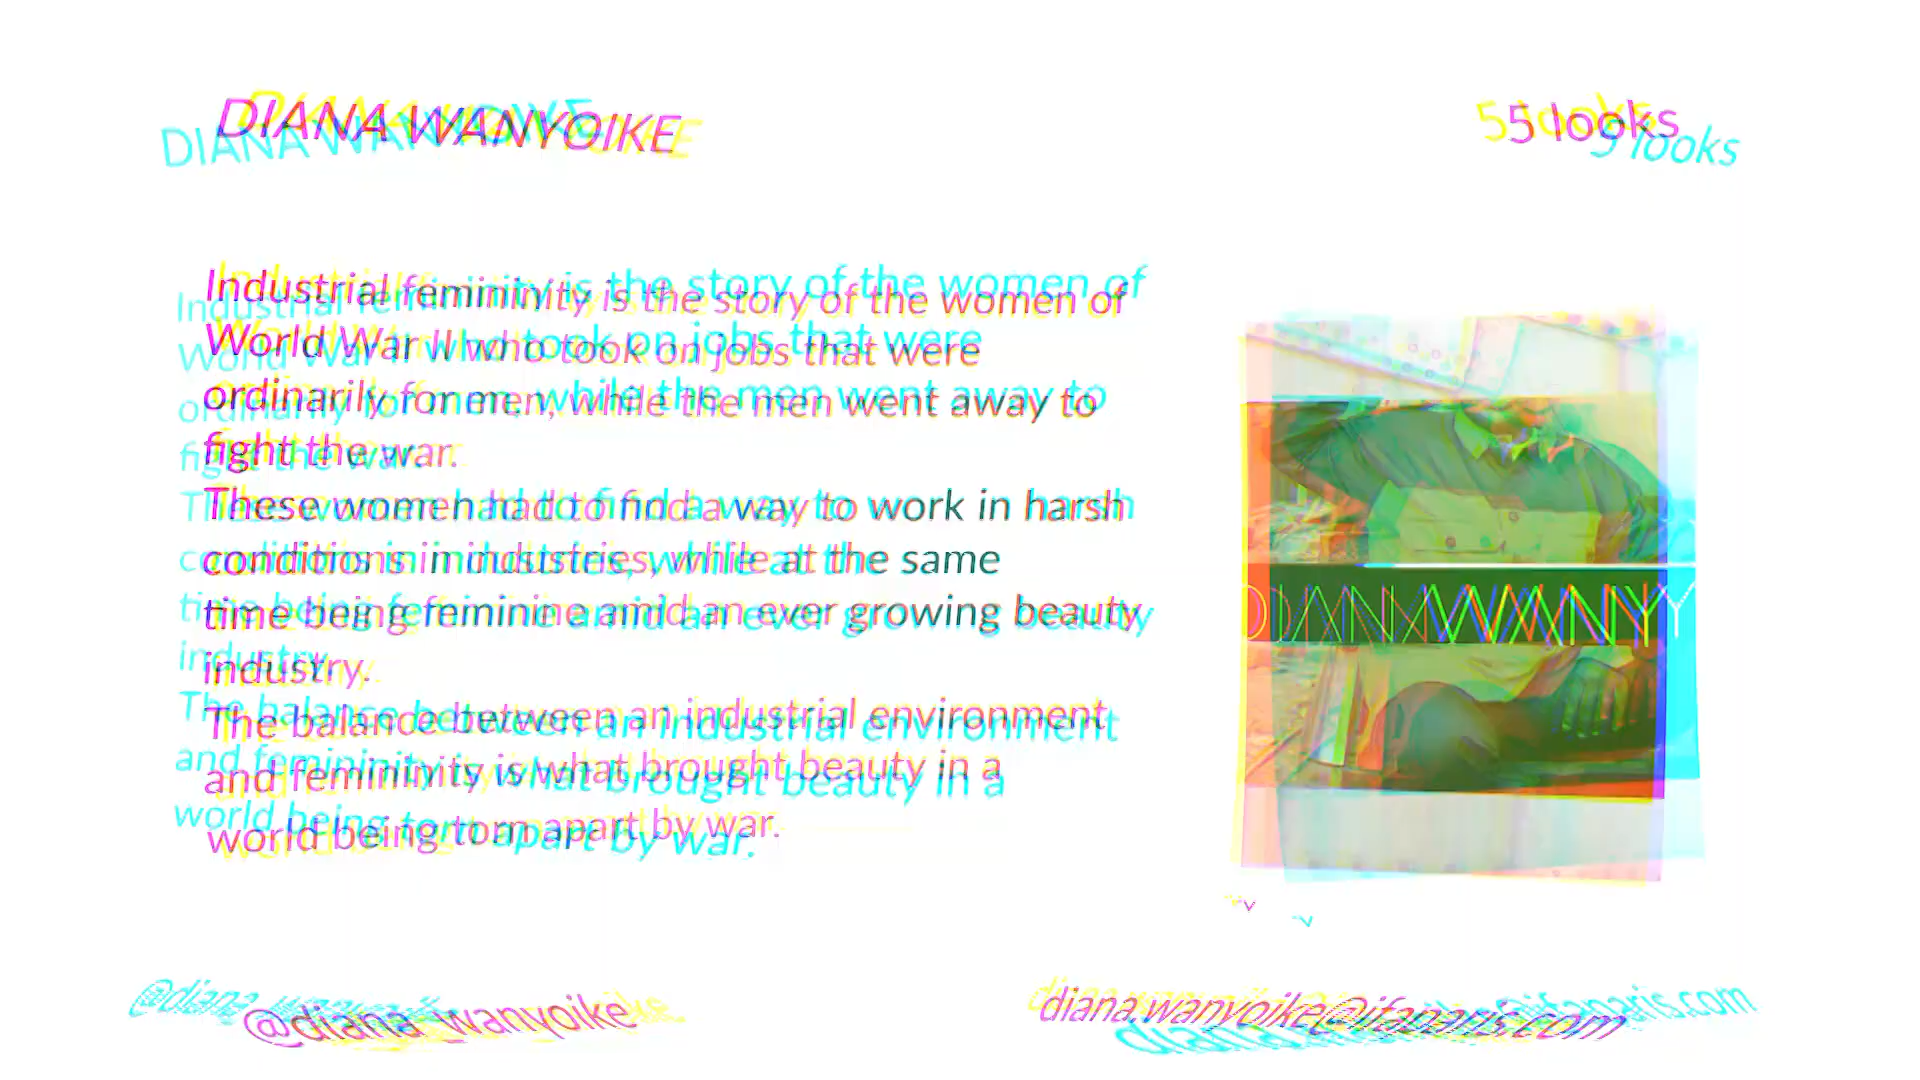 DIANA WANYOIKE
5 looks
Industrial femininity is the story of the women of
World War II who took on jobs that were
ordinarily for men, while the men went away to
fight the war.
These women had to find a way to work in harsh
conditions in industries, while at the same
time being feminine amid an ever growing beauty
industry.
The balance between an industrial environment
and femininity is what brought beauty in a
world being torn apart by war.
DIANA WANY
@diana_wanyoike
diana.wanyoike@ifaparis.com